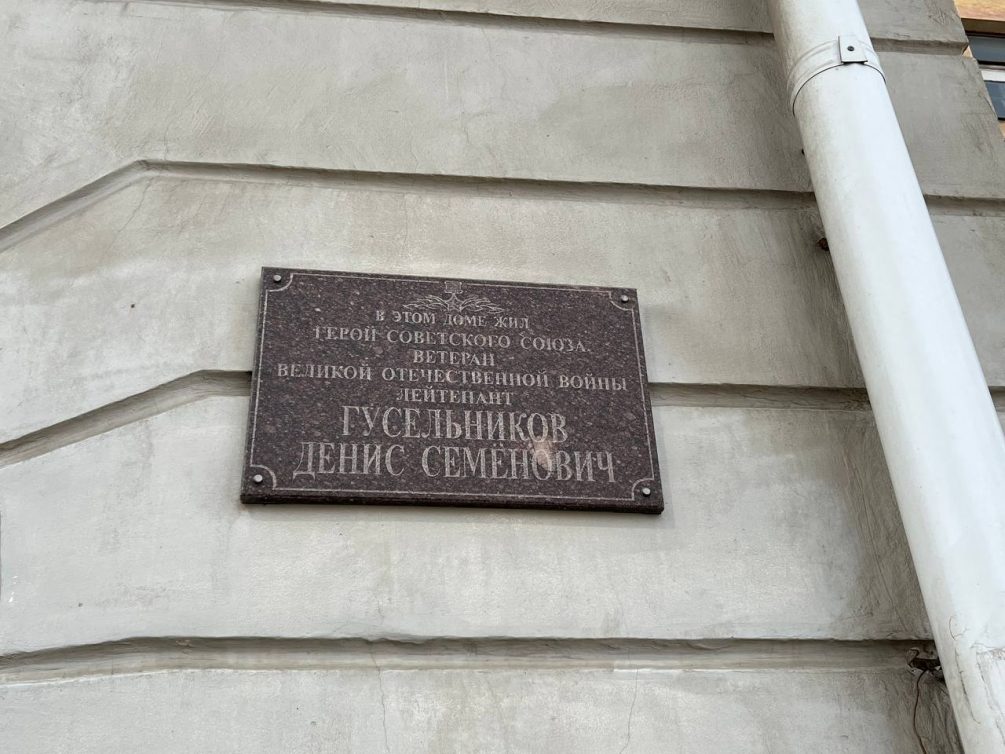 В ЭТОМ ДОМЕ ЖИЛ
ГЕРОЙ СОВЕТСКОГО СОЮЗА.
ВЕТЕРАН
ВЕЛИКОЙ ОТЕЧЕСТВЕННОЙ ВОЙНЫ
ЛЕЙТЕНАНТ
ГУСЕЛЬНИКОВ
ДЕНИС СЕМЁНОВИЧ